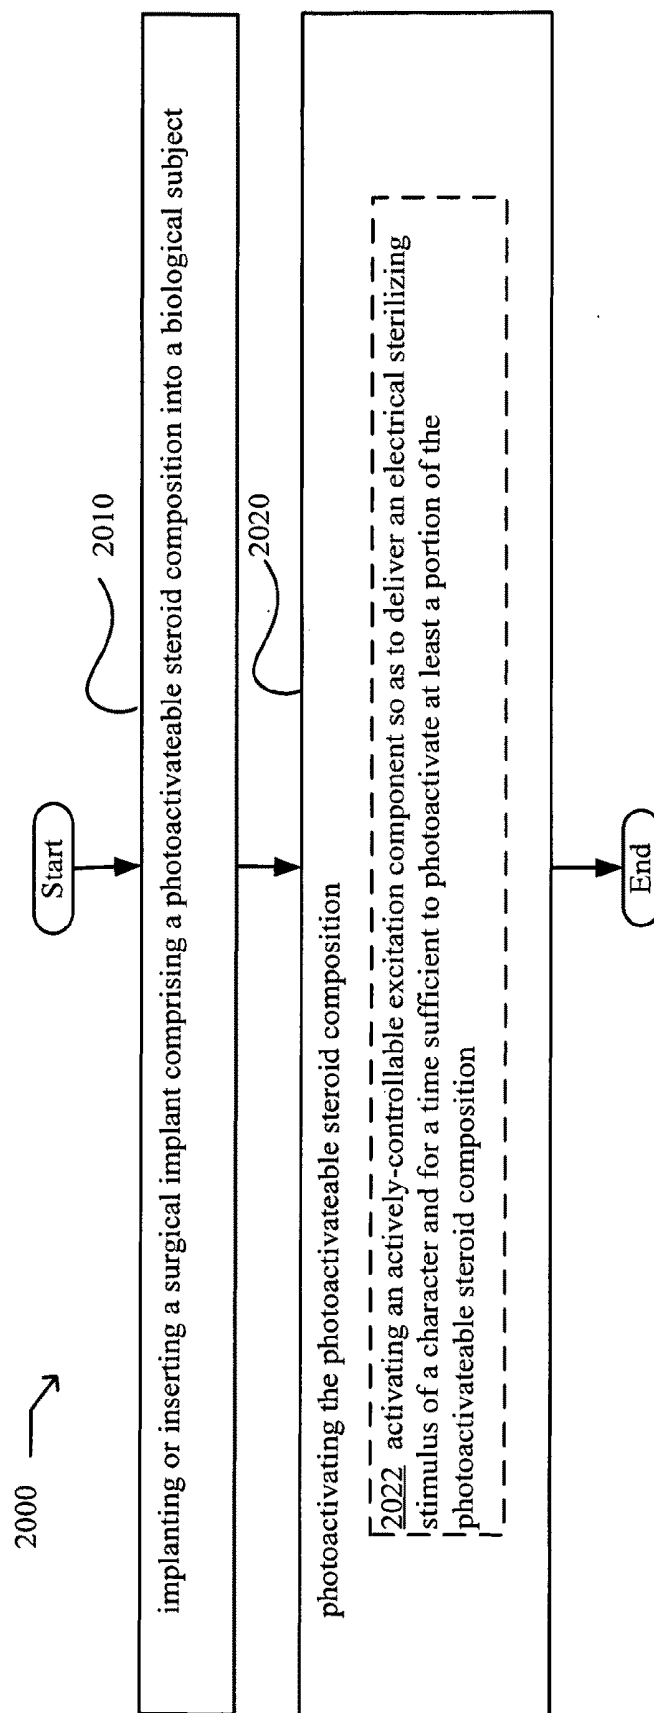 2000
Start
2010
implanting or inserting a surgical implant comprising a photoactivateable steroid composition into a biological subject
2020
photoactivating the photoactivateable steroid composition
2022 activating an actively-controllable excitation component so as to deliver an electrical sterilizing
stimulus of a character and for a time sufficient to photoactivate at least a portion of the
photoactivateable steroid composition
End